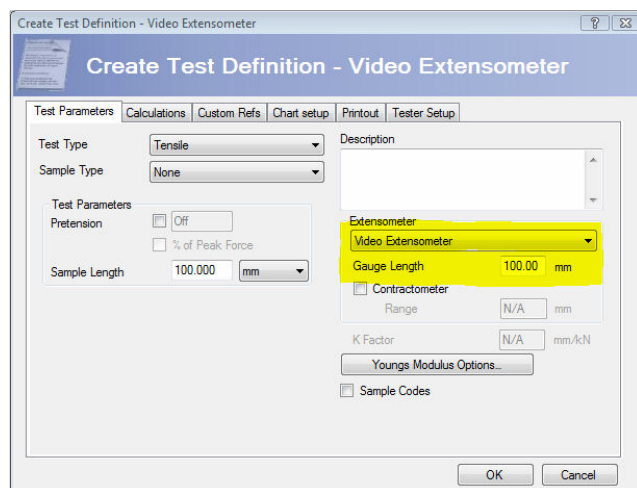 Create Test Definition - Video Extensometer
Create Test Definition - Video Extensometer
Test Parameters Calculations Custom Refs Chart setup Printout Tester Setup
Test Type Tensile
Sample Type None
Test Parameters
Pretension Off
% of Peak Force
Sample Length 100.000 mm
Description
Extensometer
Video Extensometer
Gauge Length 100.00 mm
Contractometer
Range N/A mm
K Factor N/A mm/kN
Youngs Modulus Options...
Sample Codes
OK Cancel